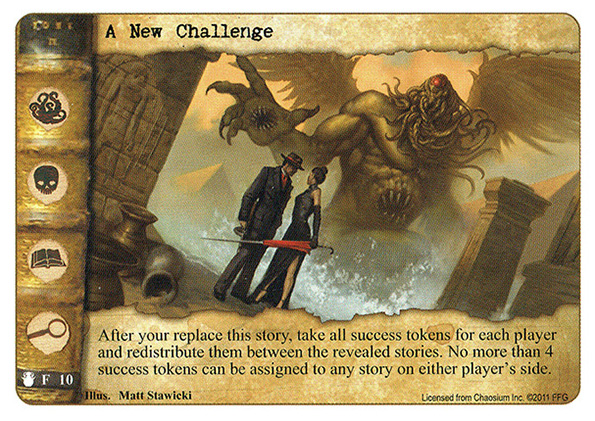 A New Challenge
After your replace this story, take all success tokens for each player
and redistribute them between the revealed stories. No more than 4
success tokens can be assigned to any story on either player's side.
F 10
Illus. Matt Stawicki
Licensed from Chaosium Inc. ©2011 FFG